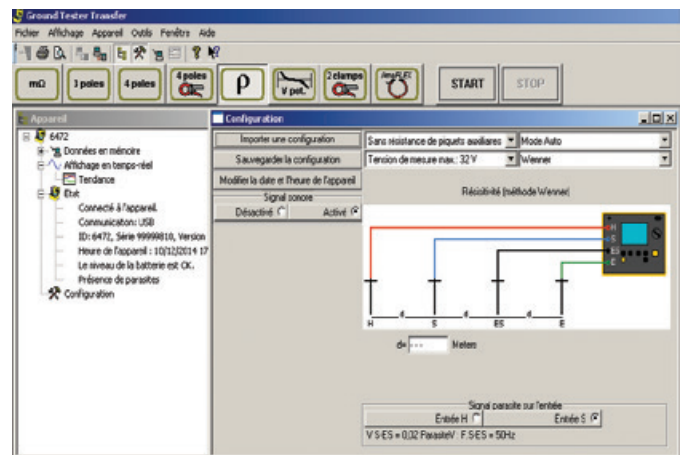 Ground Tester Transfer
Fichier Affichage Appareil Outils Fenêtre Aide
mΩ
3 poles
4 poles
4 poles
ρ
V pot.
2 clamps
AmpFLEX
START
STOP
Appareil
6472
Données en mémoire
Affichage en temps-réel
Tendance
Etat
Connecté à l'appareil.
Communication: USB
ID: 6472, Série 99999810, Version
Heure de l'appareil : 10/12/2014 17
Le niveau de la batterie est OK.
Présence de parasites
Configuration
Configuration
Importer une configuration
Sauvegarder la configuration
Modifier la date et l'heure de l'appareil
Signal sonore
Désactivé
Activé
Sans résistance de piquets auxiliares
Mode Auto
Tension de mesure max.: 32 V
Wenner
Résistivité (méthode Wenner)
H
S
ES
E
d
d
d
H
S
ES
E
d= ---
Meters
Signal parasite sur l'entrée
Entrée H
Entrée S
V S-ES = 0,02 ParasiteV : F.S-ES = 50Hz